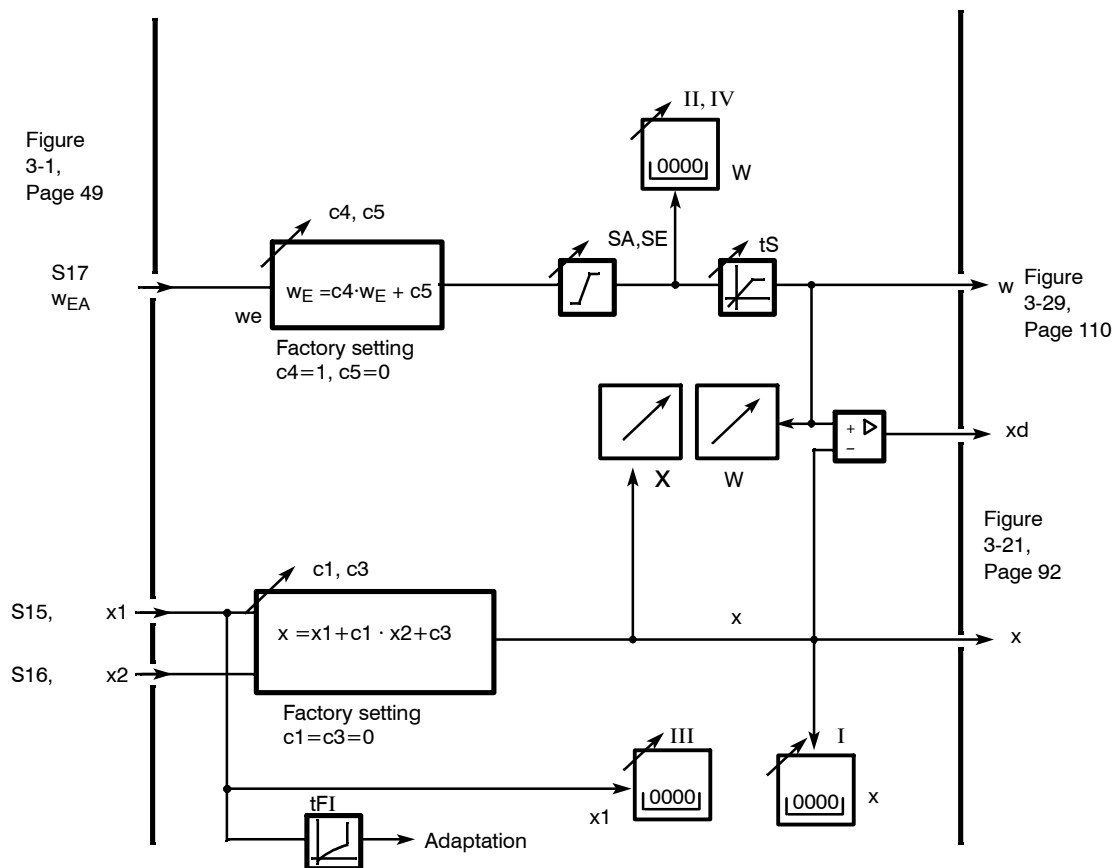 II, IV
0000
W
Figure
3-1,
Page 49
c4, c5
SA,SE
tS
S17
wEA
wE =c4·wE + c5
we
w
Figure
3-29,
Page 110
Factory setting
c4=1, c5=0
+
−
xd
X
W
Figure
3-21,
Page 92
c1, c3
S15, x1
x =x1+c1 · x2+c3
x
x
S16, x2
Factory setting
c1=c3=0
III
I
0000
0000
x1
x
tFI
Adaptation